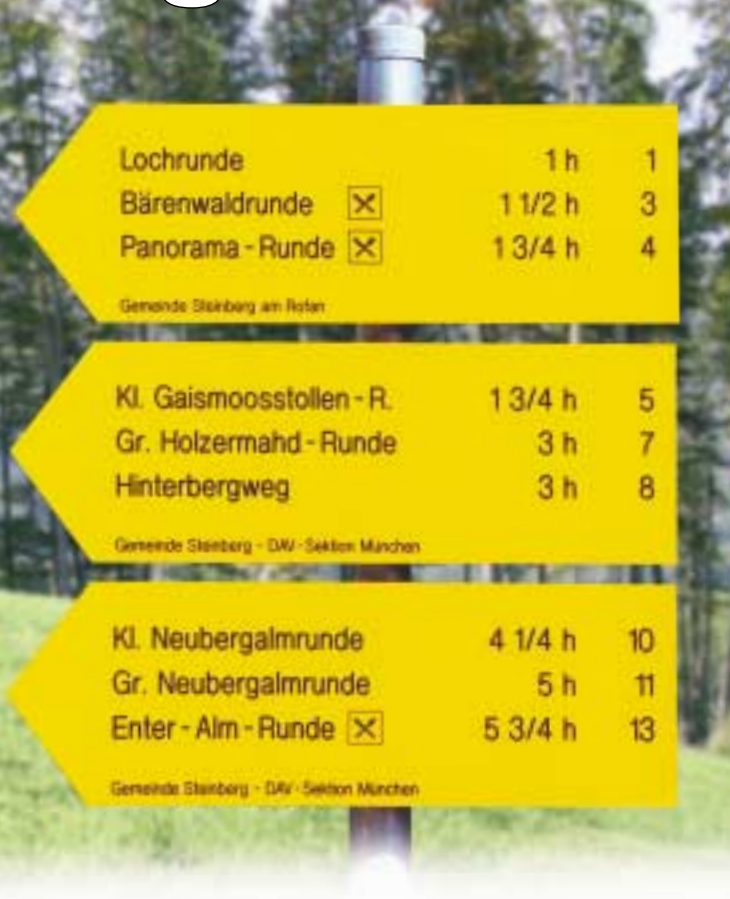 Lochrunde 1 h 1
Bärenwaldrunde 1 1/2 h 3
Panorama - Runde 1 3/4 h 4
Gemeinde Steinberg am Rofan
Kl. Gaismoosstollen - R. 1 3/4 h 5
Gr. Holzermahd - Runde 3 h 7
Hinterbergweg 3 h 8
Gemeinde Steinberg - DAV - Sektion München
Kl. Neubergalmrunde 4 1/4 h 10
Gr. Neubergalmrunde 5 h 11
Enter - Alm - Runde 5 3/4 h 13
Gemeinde Steinberg - DAV - Sektion München